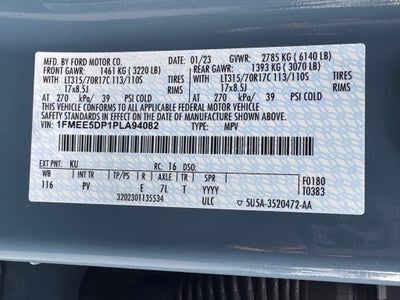 MFD. BY FORD MOTOR CO. 01/23 GVWR: 2785 KG (6140 LB)
FRONT GAWR: 1461 KG (3220 LB) REAR GAWR: 1393 KG (3070 LB)
LT315/70R17C 113/110S TIRES WITH LT315/70R17C 113/110S TIRES WITH
17x8.5J RIMS 17x8.5J RIMS
AT 270 kPa/ 39 PSI COLD AT 270 kPa/ 39 PSI COLD
THIS VEHICLE CONFORMS TO ALL APPLICABLE FEDERAL MOTOR VEHICLE
SAFETY STANDARDS IN EFFECT ON THE DATE OF MANUFACTURE SHOWN ABOVE.
VIN: 1FMEE5DP1PLA94082 TYPE: MPV
EXT PNT: KU RC: 16 DSO:
WB INT TR TP/PS R AXLE TR SPR
116 PV E 7L T YYYY
3202301135534 ULC
F0180
T0383
5U5A-3520472-AA